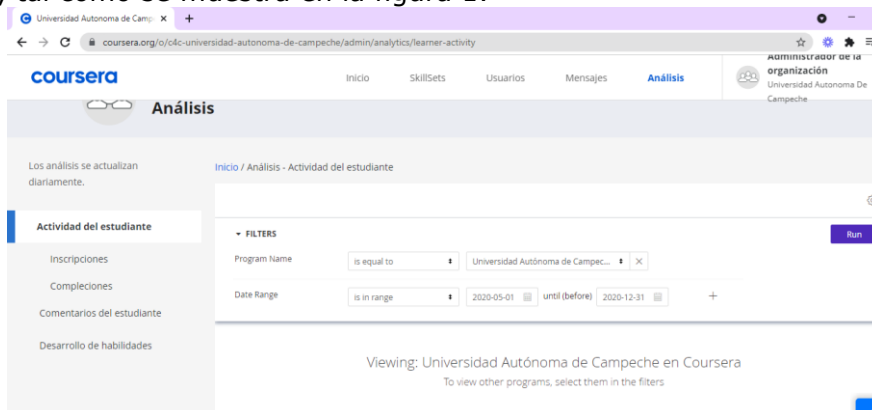 tal como se muestra en la figura 1.
Universidad Autonoma de Camp
coursera.org/o/c4c-universidad-autonoma-de-campeche/admin/analytics/learner-activity
coursera
Inicio SkillSets Usuarios Mensajes Análisis
Administrador de la
organización
Universidad Autonoma De
Campeche
Análisis
Los análisis se actualizan
diariamente.
Inicio / Análisis - Actividad del estudiante
Actividad del estudiante
Inscripciones
Compleciones
Comentarios del estudiante
Desarrollo de habilidades
FILTERS
Run
Program Name is equal to Universidad Autónoma de Campec...
Date Range is in range 2020-05-01 until (before) 2020-12-31
Viewing: Universidad Autónoma de Campeche en Coursera
To view other programs, select them in the filters